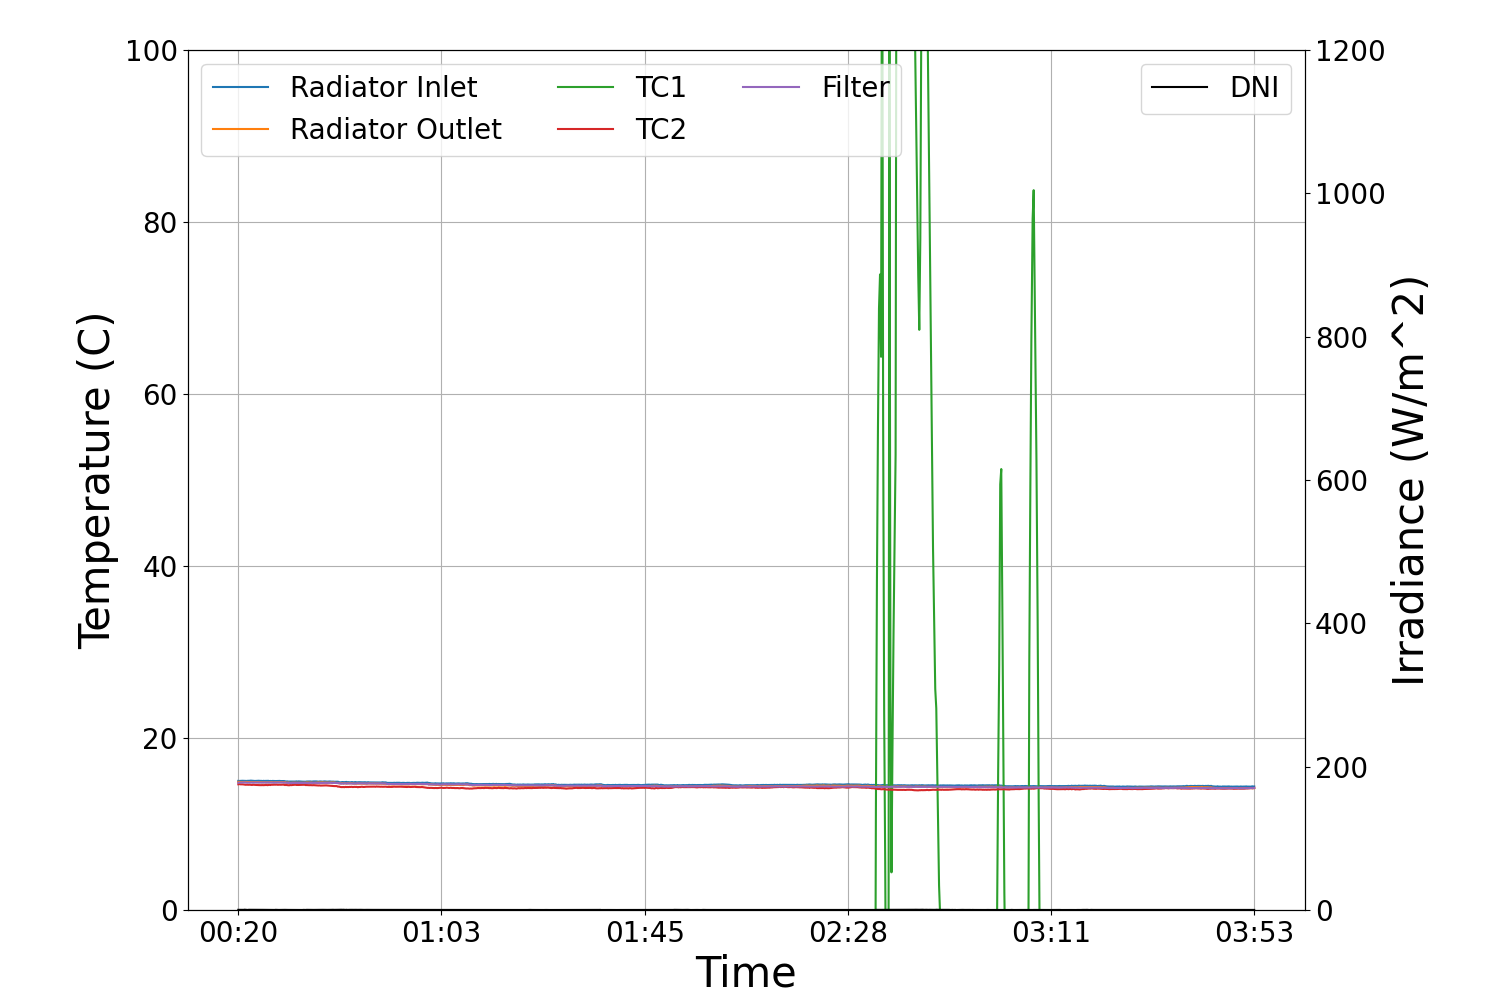 Radiator Inlet
Radiator Outlet
TC1
TC2
Filter
DNI
100
80
60
40
20
0
1200
1000
800
600
400
200
0
Temperature (C)
Irradiance (W/m^2)
00:20
01:03
01:45
02:28
03:11
03:53
Time